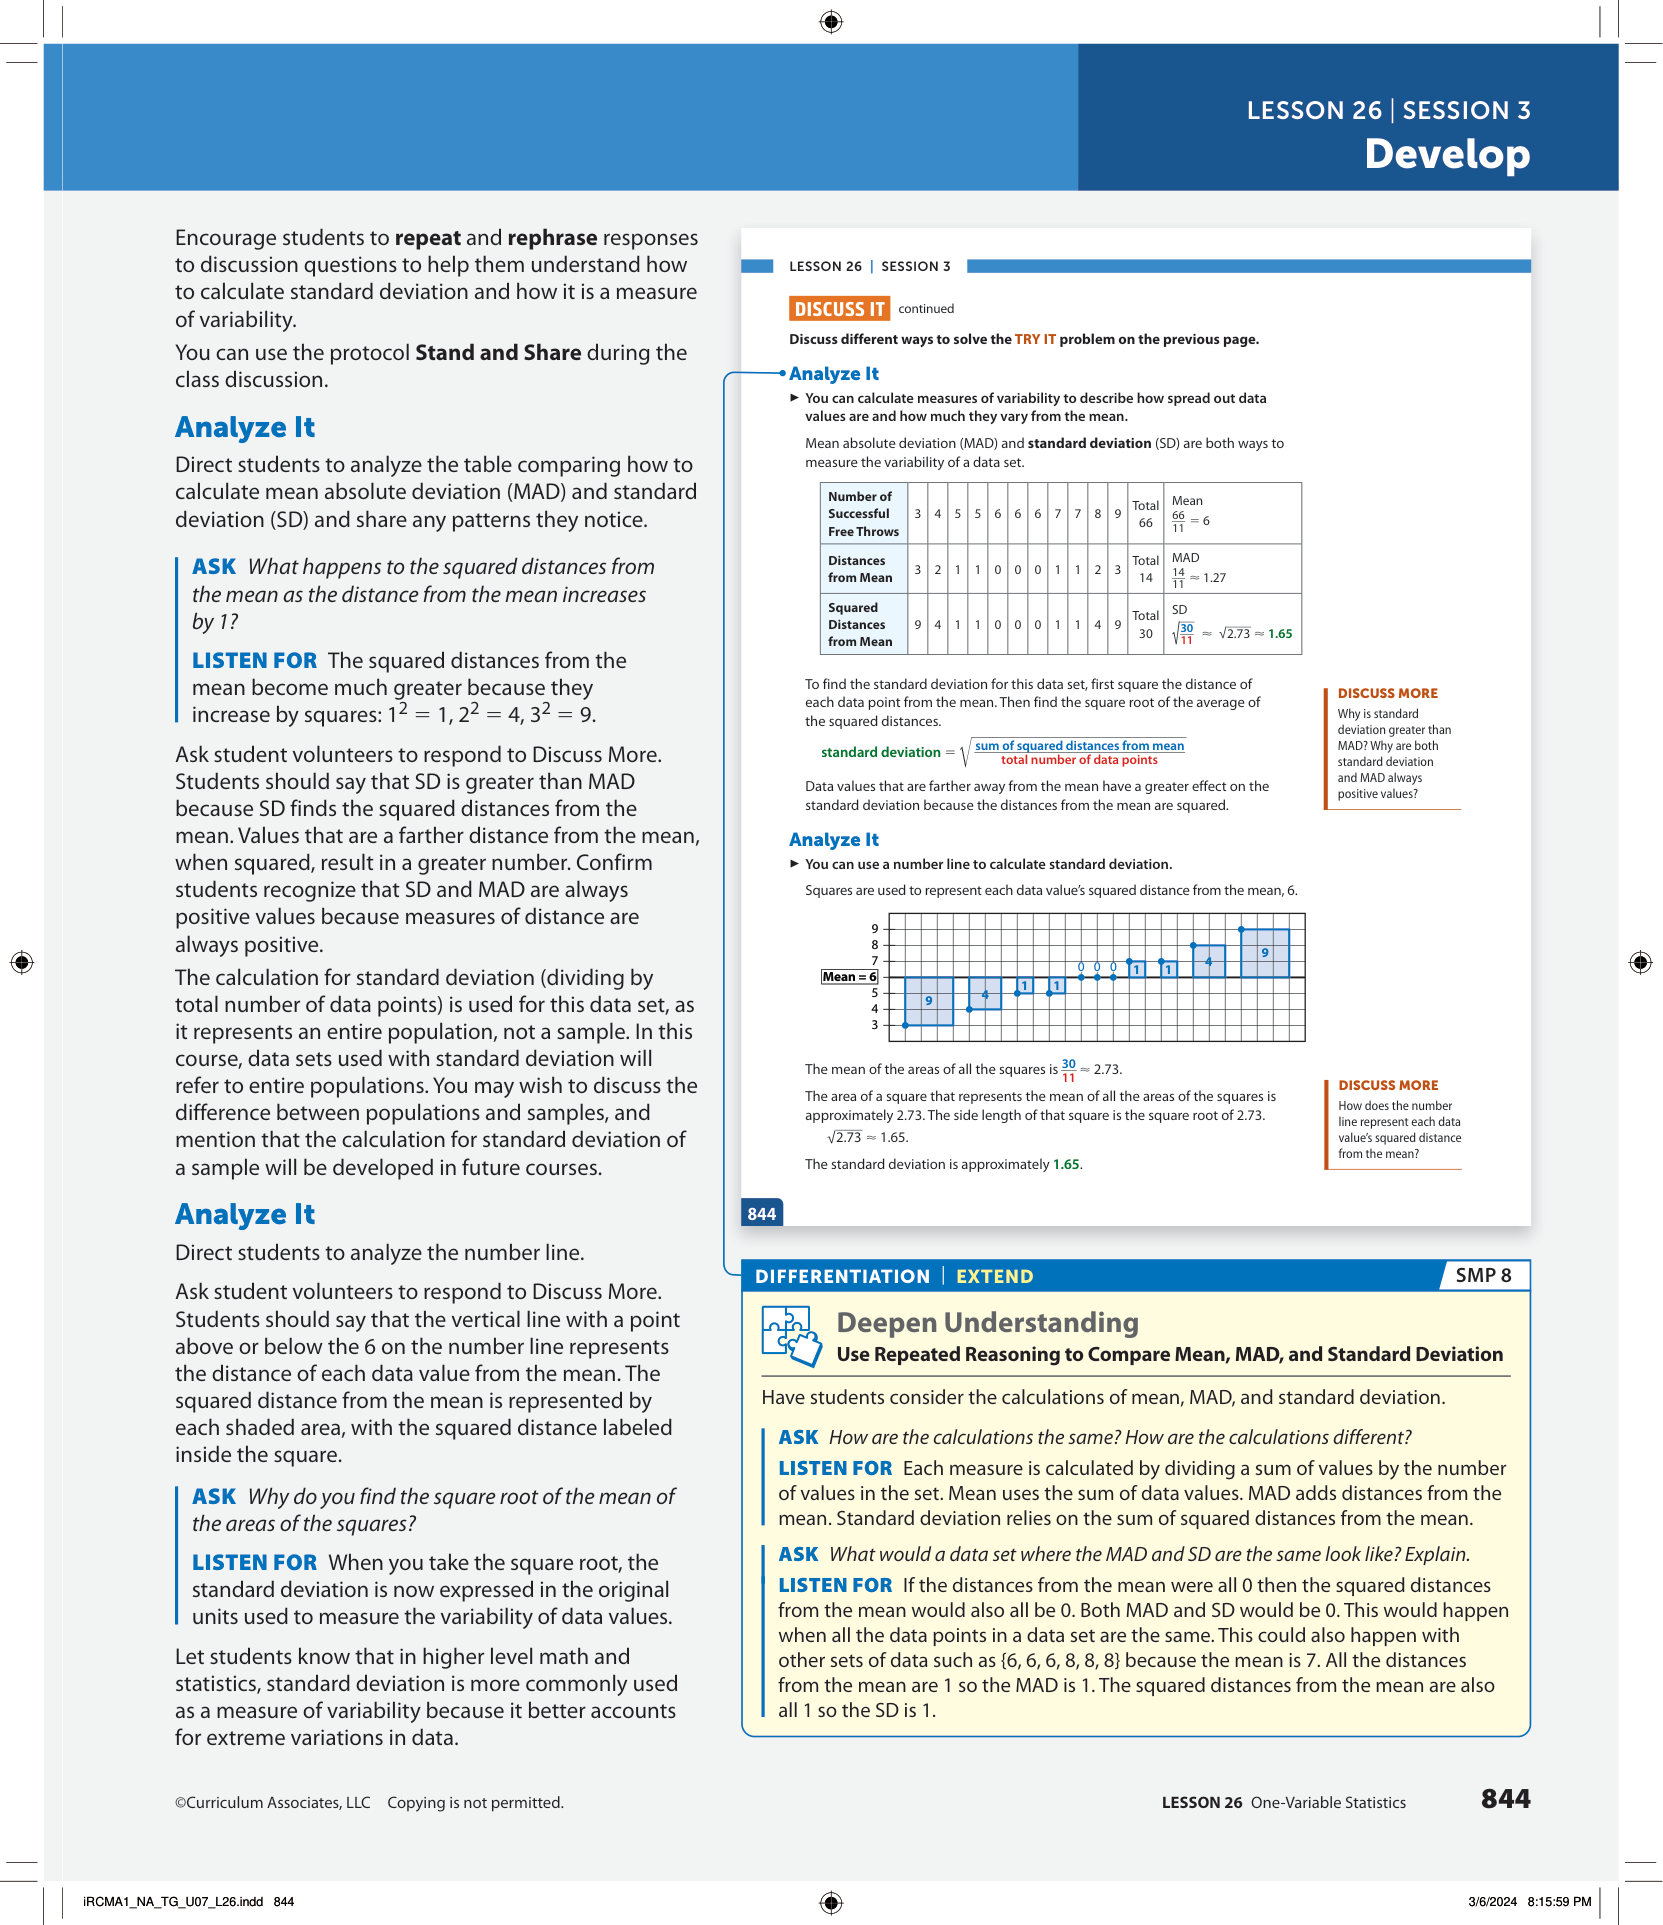 LESSON 26 | SESSION 3
Develop
Encourage students to repeat and rephrase responses
to discussion questions to help them understand how
to calculate standard deviation and how it is a measure
of variability.
You can use the protocol Stand and Share during the
class discussion.
Analyze It
Direct students to analyze the table comparing how to
calculate mean absolute deviation (MAD) and standard
deviation (SD) and share any patterns they notice.
ASK What happens to the squared distances from
the mean as the distance from the mean increases
by 1?
LISTEN FOR The squared distances from the
mean become much greater because they
increase by squares: 1² = 1, 2² = 4, 3² = 9.
Ask student volunteers to respond to Discuss More.
Students should say that SD is greater than MAD
because SD finds the squared distances from the
mean. Values that are a farther distance from the mean,
when squared, result in a greater number. Confirm
students recognize that SD and MAD are always
positive values because measures of distance are
always positive.
The calculation for standard deviation (dividing by
total number of data points) is used for this data set, as
it represents an entire population, not a sample. In this
course, data sets used with standard deviation will
refer to entire populations. You may wish to discuss the
difference between populations and samples, and
mention that the calculation for standard deviation of
a sample will be developed in future courses.
Analyze It
Direct students to analyze the number line.
Ask student volunteers to respond to Discuss More.
Students should say that the vertical line with a point
above or below the 6 on the number line represents
the distance of each data value from the mean. The
squared distance from the mean is represented by
each shaded area, with the squared distance labeled
inside the square.
ASK Why do you find the square root of the mean of
the areas of the squares?
LISTEN FOR When you take the square root, the
standard deviation is now expressed in the original
units used to measure the variability of data values.
Let students know that in higher level math and
statistics, standard deviation is more commonly used
as a measure of variability because it better accounts
for extreme variations in data.
LESSON 26 | SESSION 3
DISCUSS IT continued
Discuss different ways to solve the TRY IT problem on the previous page.
Analyze It
► You can calculate measures of variability to describe how spread out data
values are and how much they vary from the mean.
Mean absolute deviation (MAD) and standard deviation (SD) are both ways to
measure the variability of a data set.
Number of
Successful
Free Throws
3 4 5 5 6 6 6 7 7 8 9
Total
66
Mean
66/11 = 6
Distances
from Mean
3 2 1 1 0 0 0 1 1 2 3
Total
14
MAD
14/11 ≈ 1.27
Squared
Distances
from Mean
9 4 1 1 0 0 0 1 1 4 9
Total
30
SD
√30/11 ≈ √2.73 ≈ 1.65
To find the standard deviation for this data set, first square the distance of
each data point from the mean. Then find the square root of the average of
the squared distances.
standard deviation = √sum of squared distances from mean
total number of data points
Data values that are farther away from the mean have a greater effect on the
standard deviation because the distances from the mean are squared.
DISCUSS MORE
Why is standard
deviation greater than
MAD? Why are both
standard deviation
and MAD always
positive values?
Analyze It
► You can use a number line to calculate standard deviation.
Squares are used to represent each data value's squared distance from the mean, 6.
9
8
7
Mean = 6
5
4
3
9 4 1 1 0 0 0 1 1 4 9
The mean of the areas of all the squares is 30/11 ≈ 2.73.
The area of a square that represents the mean of all the areas of the squares is
approximately 2.73. The side length of that square is the square root of 2.73.
√2.73 ≈ 1.65.
The standard deviation is approximately 1.65.
DISCUSS MORE
How does the number
line represent each data
value's squared distance
from the mean?
844
DIFFERENTIATION | EXTEND
SMP 8
Deepen Understanding
Use Repeated Reasoning to Compare Mean, MAD, and Standard Deviation
Have students consider the calculations of mean, MAD, and standard deviation.
ASK How are the calculations the same? How are the calculations different?
LISTEN FOR Each measure is calculated by dividing a sum of values by the number
of values in the set. Mean uses the sum of data values. MAD adds distances from the
mean. Standard deviation relies on the sum of squared distances from the mean.
ASK What would a data set where the MAD and SD are the same look like? Explain.
LISTEN FOR If the distances from the mean were all 0 then the squared distances
from the mean would also all be 0. Both MAD and SD would be 0. This would happen
when all the data points in a data set are the same. This could also happen with
other sets of data such as {6, 6, 6, 8, 8, 8} because the mean is 7. All the distances
from the mean are 1 so the MAD is 1. The squared distances from the mean are also
all 1 so the SD is 1.
©Curriculum Associates, LLC Copying is not permitted.
LESSON 26 One-Variable Statistics
844
iRCMA1_NA_TG_U07_L26.indd 844
3/6/2024 8:15:59 PM